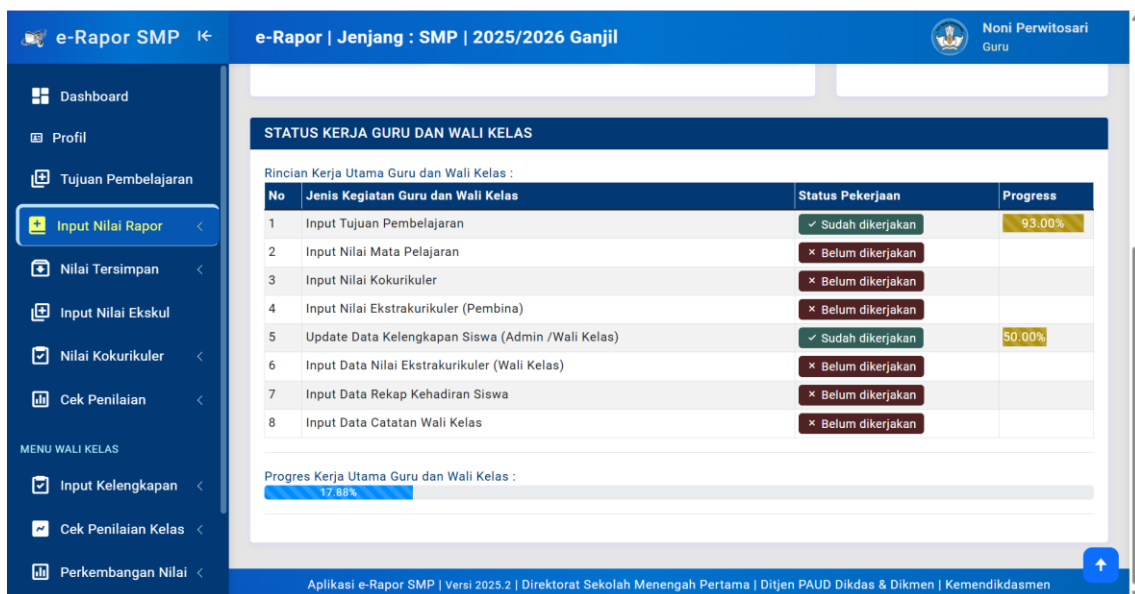 e-Rapor SMP
e-Rapor | Jenjang : SMP | 2025/2026 Ganjil
Noni Perwitosari
Guru
Dashboard
Profil
Tujuan Pembelajaran
Input Nilai Rapor
Nilai Tersimpan
Input Nilai Ekskul
Nilai Kokurikuler
Cek Penilaian
MENU WALI KELAS
Input Kelengkapan
Cek Penilaian Kelas
Perkembangan Nilai
STATUS KERJA GURU DAN WALI KELAS
Rincian Kerja Utama Guru dan Wali Kelas :
No Jenis Kegiatan Guru dan Wali Kelas Status Pekerjaan Progress
1 Input Tujuan Pembelajaran Sudah dikerjakan 93.00%
2 Input Nilai Mata Pelajaran Belum dikerjakan
3 Input Nilai Kokurikuler Belum dikerjakan
4 Input Nilai Ekstrakurikuler (Pembina) Belum dikerjakan
5 Update Data Kelengkapan Siswa (Admin /Wali Kelas) Sudah dikerjakan 50.00%
6 Input Data Nilai Ekstrakurikuler (Wali Kelas) Belum dikerjakan
7 Input Data Rekap Kehadiran Siswa Belum dikerjakan
8 Input Data Catatan Wali Kelas Belum dikerjakan
Progres Kerja Utama Guru dan Wali Kelas :
17.88%
Aplikasi e-Rapor SMP | Versi 2025.2 | Direktorat Sekolah Menengah Pertama | Ditjen PAUD Dikdas & Dikmen | Kemendikdasmen